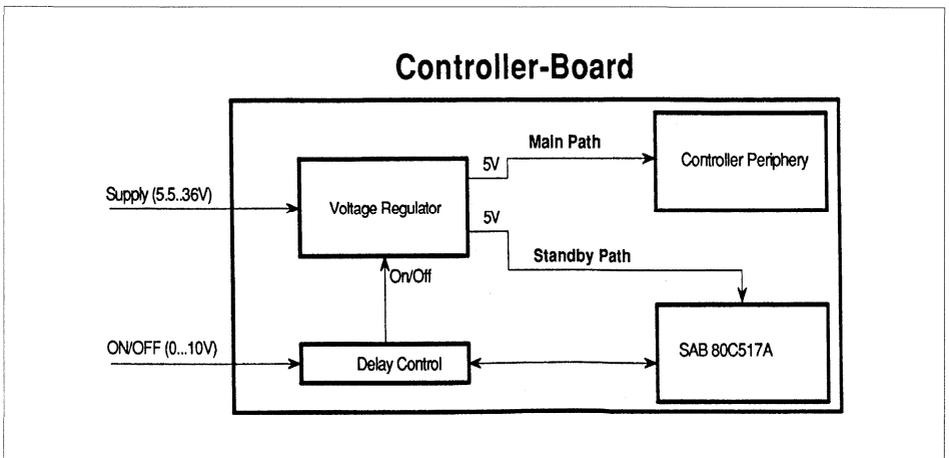 Controller-Board
Main Path
Controller Periphery
5V
Supply (5.5..36V)
Voltage Regulator
5V
Standby Path
On/Off
ON/OFF (0...10V)
Delay Control
SAB 80C517A